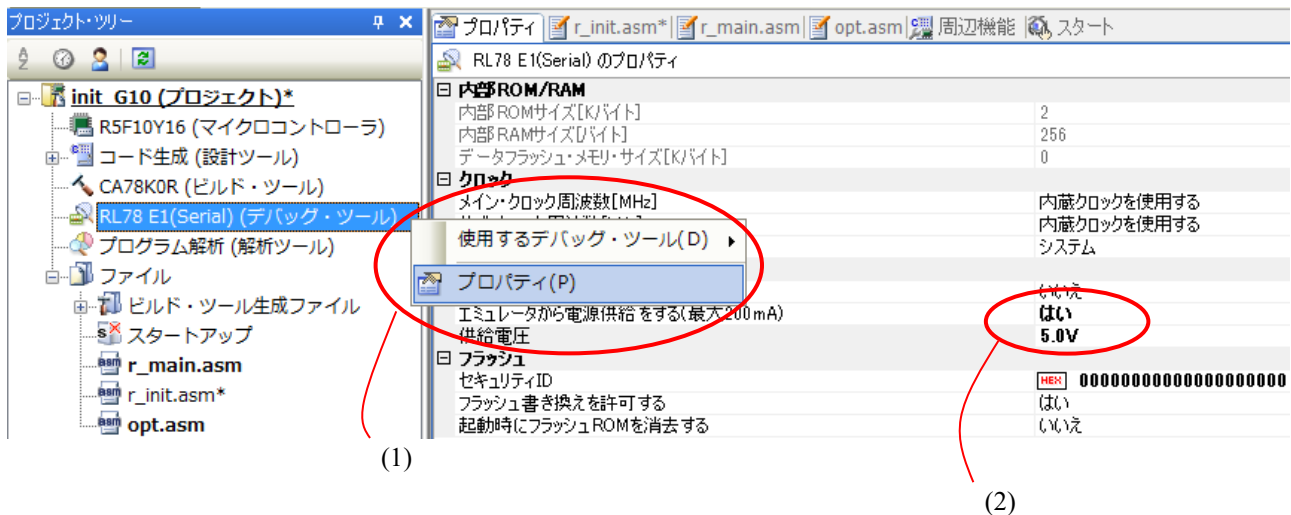 プロジェクト・ツリー
init_G10 (プロジェクト)*
R5F10Y16 (マイクロコントローラ)
コード生成 (設計ツール)
CA78K0R (ビルド・ツール)
RL78 E1(Serial) (デバッグ・ツール)
プログラム解析 (解析ツール)
ファイル
ビルド・ツール生成ファイル
スタートアップ
r_main.asm
r_init.asm*
opt.asm
使用するデバッグ・ツール(D)
プロパティ(P)
(1)
プロパティ r_init.asm* r_main.asm opt.asm 周辺機能 スタート
RL78 E1(Serial) のプロパティ
内部ROM/RAM
内部ROMサイズ[Kバイト] 2
内部RAMサイズ[バイト] 256
データフラッシュ・メモリ・サイズ[Kバイト] 0
クロック
メイン・クロック周波数[MHz] 内蔵クロックを使用する
内蔵クロックを使用する
システム
いいえ
エミュレータから電源供給をする(最大200mA) はい
供給電圧 5.0V
フラッシュ
セキュリティID HEX 00000000000000000000
フラッシュ書き換えを許可する はい
起動時にフラッシュROMを消去する いいえ
(2)